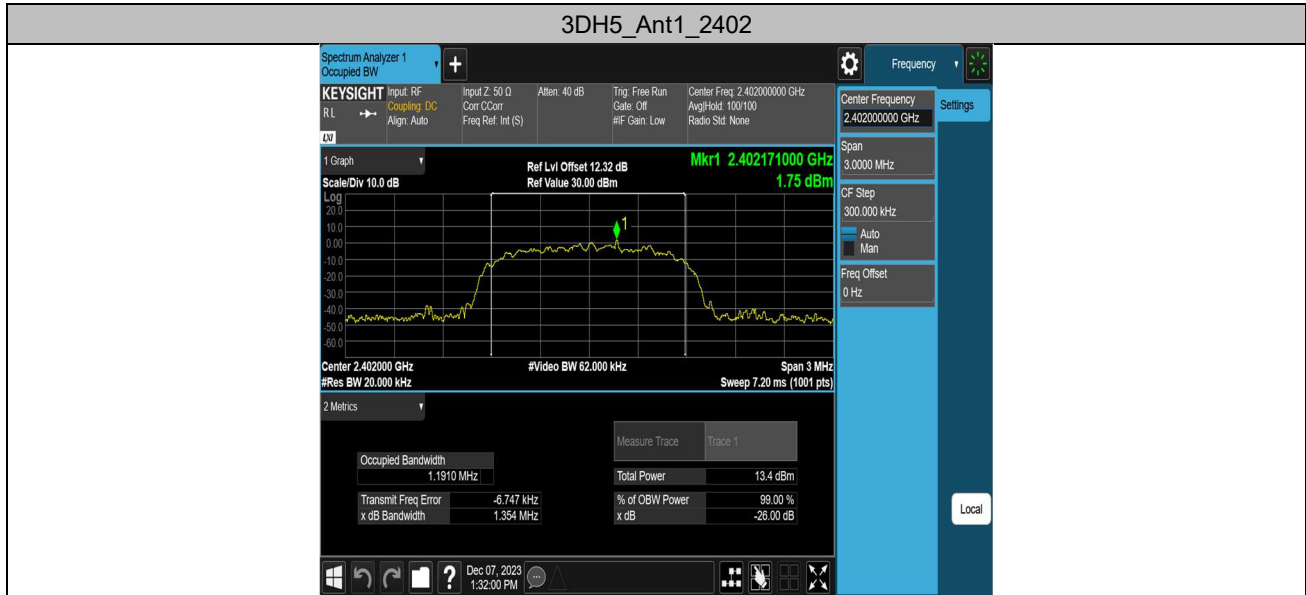 3DH5_Ant1_2402
Spectrum Analyzer 1
Occupied BW
+
Frequency
KEYSIGHT
RL
LXI
Input: RF
Coupling: DC
Align: Auto
Input Z: 50 Ω
Corr CCorr
Freq Ref: Int (S)
Atten: 40 dB
Trig: Free Run
Gate: Off
#IF Gain: Low
Center Freq: 2.402000000 GHz
Avg|Hold: 100/100
Radio Std: None
Center Frequency
2.402000000 GHz
Settings
Span
3.0000 MHz
CF Step
300.000 kHz
Auto
Man
Freq Offset
0 Hz
Local
1 Graph
Scale/Div 10.0 dB
Ref Lvl Offset 12.32 dB
Ref Value 30.00 dBm
Mkr1 2.402171000 GHz
1.75 dBm
Log
20.0
10.0
0.00
-10.0
-20.0
-30.0
-40.0
-50.0
-60.0
1
Center 2.402000 GHz
#Video BW 62.000 kHz
Span 3 MHz
#Res BW 20.000 kHz
Sweep 7.20 ms (1001 pts)
2 Metrics
Measure Trace Trace 1
Occupied Bandwidth
1.1910 MHz
Total Power 13.4 dBm
Transmit Freq Error -6.747 kHz
% of OBW Power 99.00 %
x dB Bandwidth 1.354 MHz
x dB -26.00 dB
?
Dec 07, 2023
1:32:00 PM